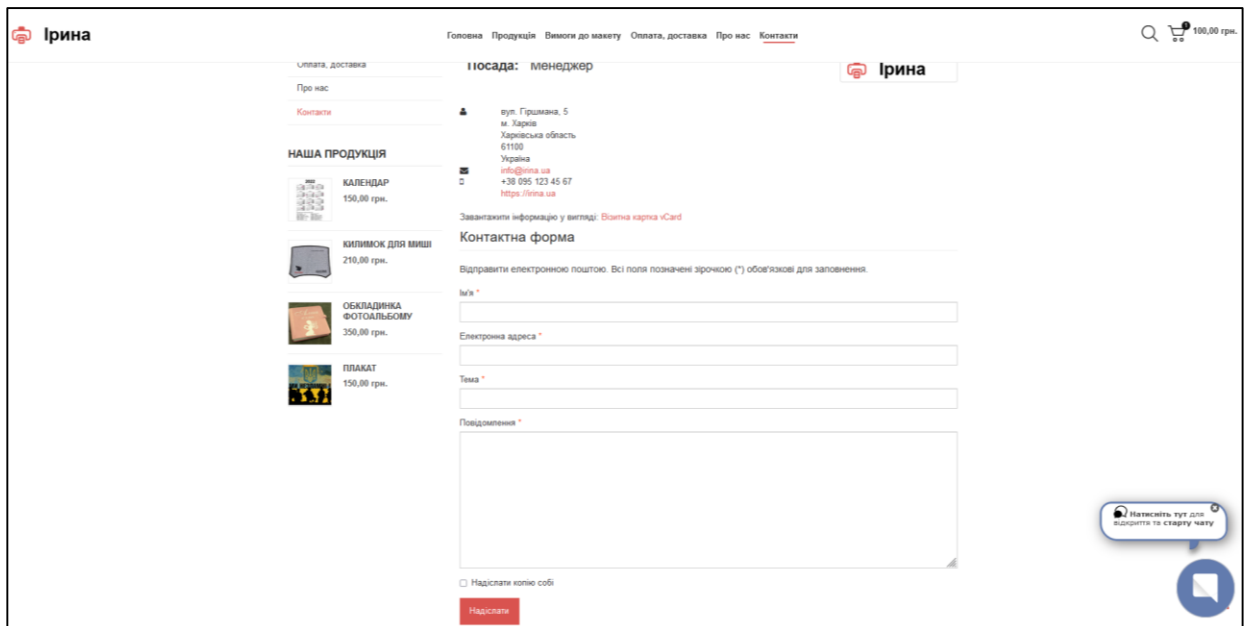 Ірина
Головна Продукція Вимоги до макету Оплата, доставка Про нас Контакти
1
100,00 грн.
Оплата, доставка
Про нас
Контакти
НАША ПРОДУКЦІЯ
КАЛЕНДАР
150,00 грн.
КИЛИМОК ДЛЯ МИШІ
210,00 грн.
ОБКЛАДИНКА
ФОТОАЛЬБОМУ
350,00 грн.
ПЛАКАТ
150,00 грн.
Посада: Менеджер
Ірина
вул. Гіршмана, 5
м. Харків
Харківська область
61100
Україна
info@irina.ua
+38 095 123 45 67
https://irina.ua
Завантажити інформацію у вигляді: Візитна картка vCard
Контактна форма
Відправити електронною поштою. Всі поля позначені зірочкою (*) обов'язкові для заповнення.
Ім'я *
Електронна адреса *
Тема *
Повідомлення *
Надіслати копію собі
Надіслати
Натисніть тут для
відкриття та старту чату